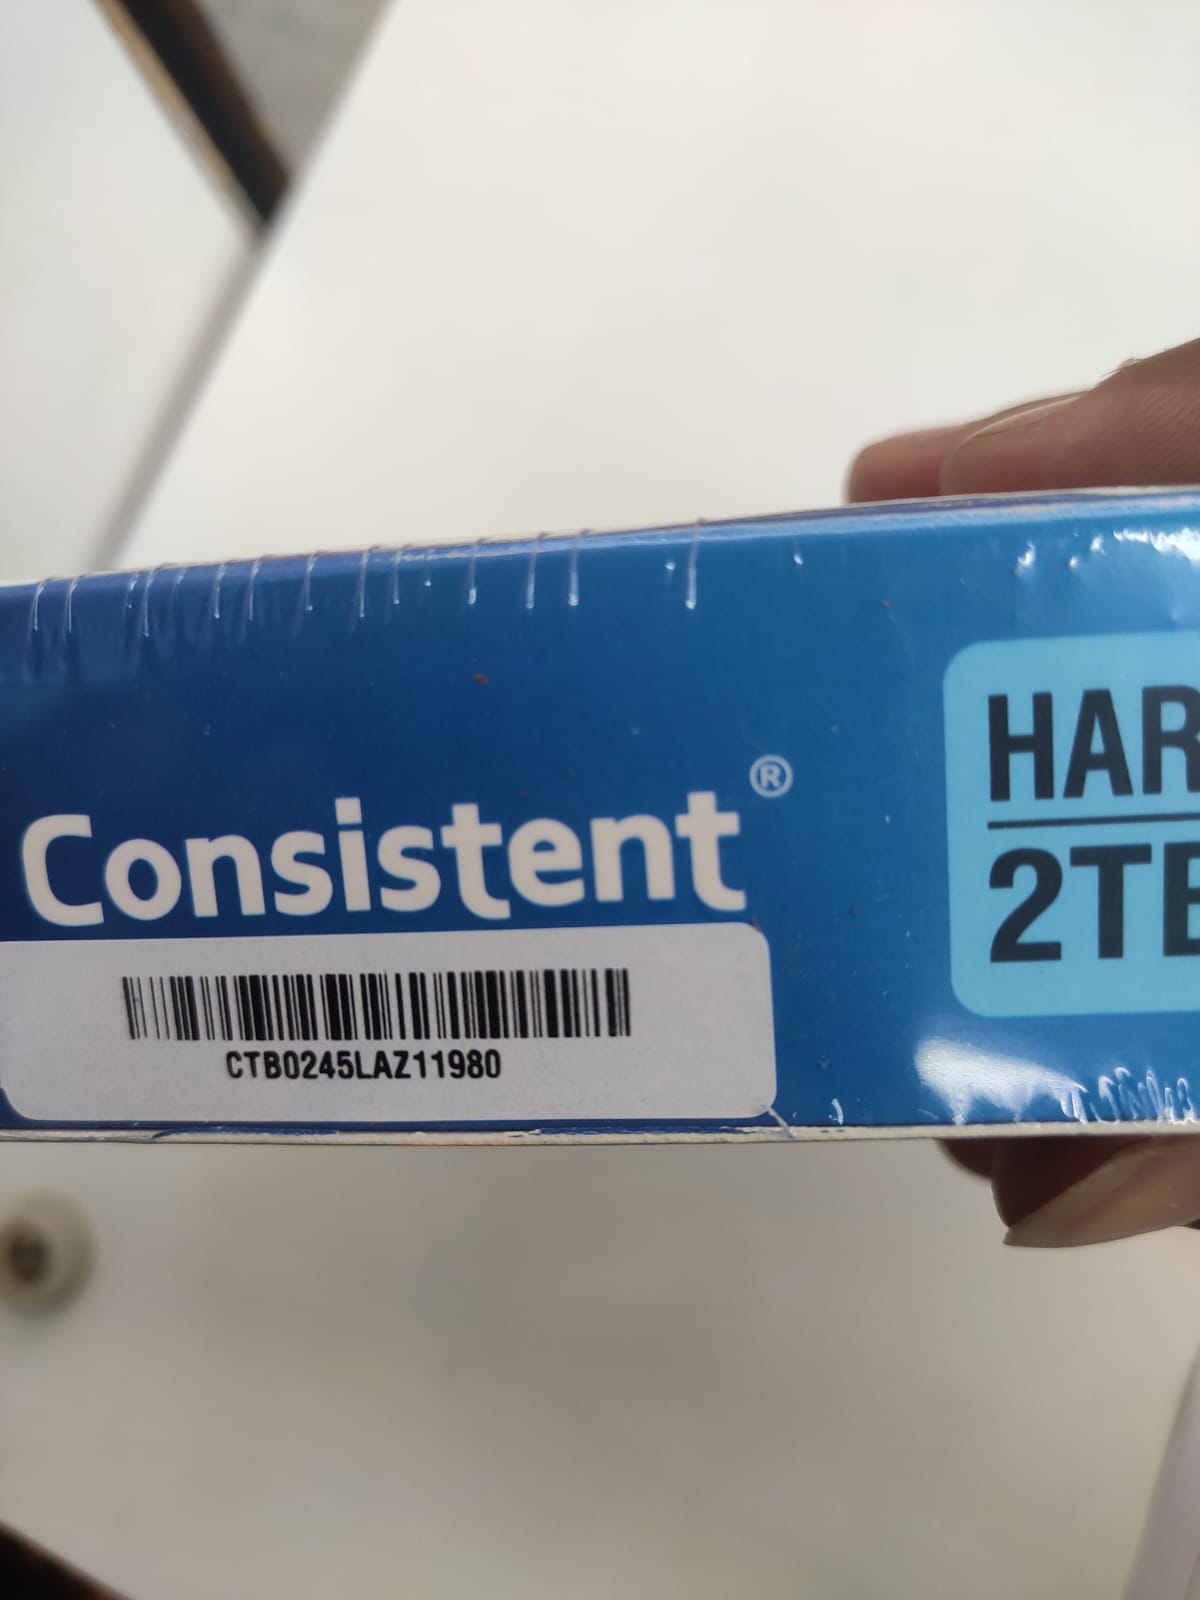 Consistent®
HAR
2TB
CTB0245LAZ11980